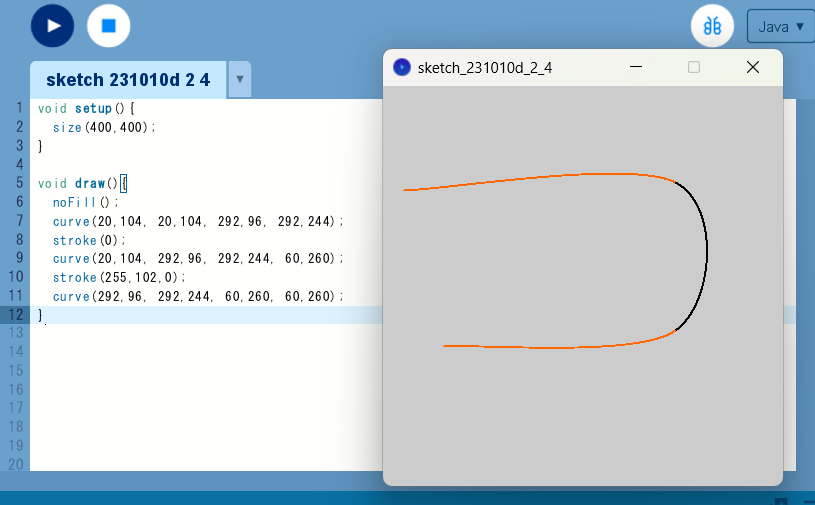 Java ▼
sketch 231010d 2 4
▼
sketch_231010d_2_4
1 void setup(){
2 size(400,400);
3 }
4
5 void draw(){
6 noFill();
7 curve(20,104, 20,104, 292,96, 292,244);
8 stroke(0);
9 curve(20,104, 292,96, 292,244, 60,260);
10 stroke(255,102,0);
11 curve(292,96, 292,244, 60,260, 60,260);
12 }
13
14
15
16
17
18
19
20